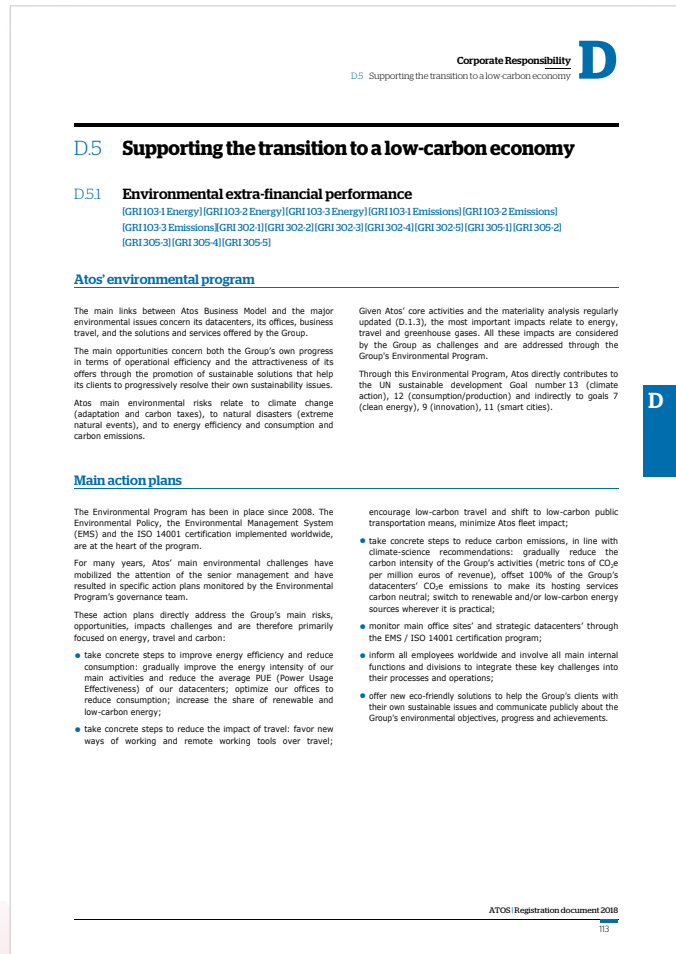 Corporate Responsibility
D.5 Supporting the transition to a low-carbon economy
D
D.5 Supporting the transition to a low-carbon economy
D.5.1 Environmental extra-financial performance
[GRI 103-1 Energy] [GRI 103-2 Energy] [GRI 103-3 Energy] [GRI 103-1 Emissions] [GRI 103-2 Emissions]
[GRI 103-3 Emissions][GRI 302-1] [GRI 302-2] [GRI 302-3] [GRI 302-4] [GRI 302-5] [GRI 305-1] [GRI 305-2]
[GRI 305-3] [GRI 305-4] [GRI 305-5]
Atos' environmental program
The main links between Atos Business Model and the major
environmental issues concern its datacenters, its offices, business
travel, and the solutions and services offered by the Group.
The main opportunities concern both the Group's own progress
in terms of operational efficiency and the attractiveness of its
offers through the promotion of sustainable solutions that help
its clients to progressively resolve their own sustainability issues.
Atos main environmental risks relate to climate change
(adaptation and carbon taxes), to natural disasters (extreme
natural events), and to energy efficiency and consumption and
carbon emissions.
Given Atos' core activities and the materiality analysis regularly
updated (D.1.3), the most important impacts relate to energy,
travel and greenhouse gases. All these impacts are considered
by the Group as challenges and are addressed through the
Group's Environmental Program.
Through this Environmental Program, Atos directly contributes to
the UN sustainable development Goal number 13 (climate
action), 12 (consumption/production) and indirectly to goals 7
(clean energy), 9 (innovation), 11 (smart cities).
D
Main action plans
The Environmental Program has been in place since 2008. The
Environmental Policy, the Environmental Management System
(EMS) and the ISO 14001 certification implemented worldwide,
are at the heart of the program.
For many years, Atos' main environmental challenges have
mobilized the attention of the senior management and have
resulted in specific action plans monitored by the Environmental
Program's governance team.
These action plans directly address the Group's main risks,
opportunities, impacts challenges and are therefore primarily
focused on energy, travel and carbon:
● take concrete steps to improve energy efficiency and reduce
consumption: gradually improve the energy intensity of our
main activities and reduce the average PUE (Power Usage
Effectiveness) of our datacenters; optimize our offices to
reduce consumption; increase the share of renewable and
low-carbon energy;
● take concrete steps to reduce the impact of travel: favor new
ways of working and remote working tools over travel;
encourage low-carbon travel and shift to low-carbon public
transportation means, minimize Atos fleet impact;
● take concrete steps to reduce carbon emissions, in line with
climate-science recommendations: gradually reduce the
carbon intensity of the Group's activities (metric tons of CO₂e
per million euros of revenue), offset 100% of the Group's
datacenters' CO₂e emissions to make its hosting services
carbon neutral; switch to renewable and/or low-carbon energy
sources wherever it is practical;
● monitor main office sites' and strategic datacenters' through
the EMS / ISO 14001 certification program;
● inform all employees worldwide and involve all main internal
functions and divisions to integrate these key challenges into
their processes and operations;
● offer new eco-friendly solutions to help the Group's clients with
their own sustainable issues and communicate publicly about the
Group's environmental objectives, progress and achievements.
ATOS | Registration document 2018
113